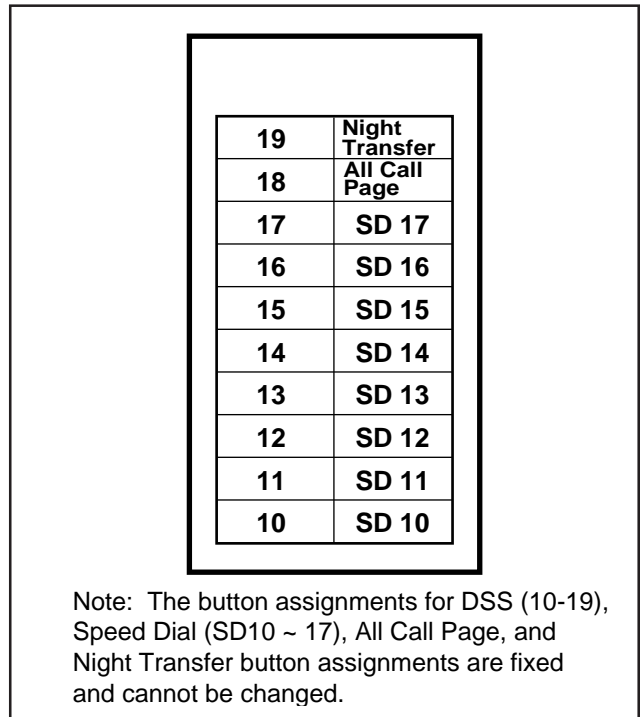 19 Night Transfer
18 All Call Page
17 SD 17
16 SD 16
15 SD 15
14 SD 14
13 SD 13
12 SD 12
11 SD 11
10 SD 10
Note: The button assignments for DSS (10-19),
Speed Dial (SD10 ~ 17), All Call Page, and
Night Transfer button assignments are fixed
and cannot be changed.